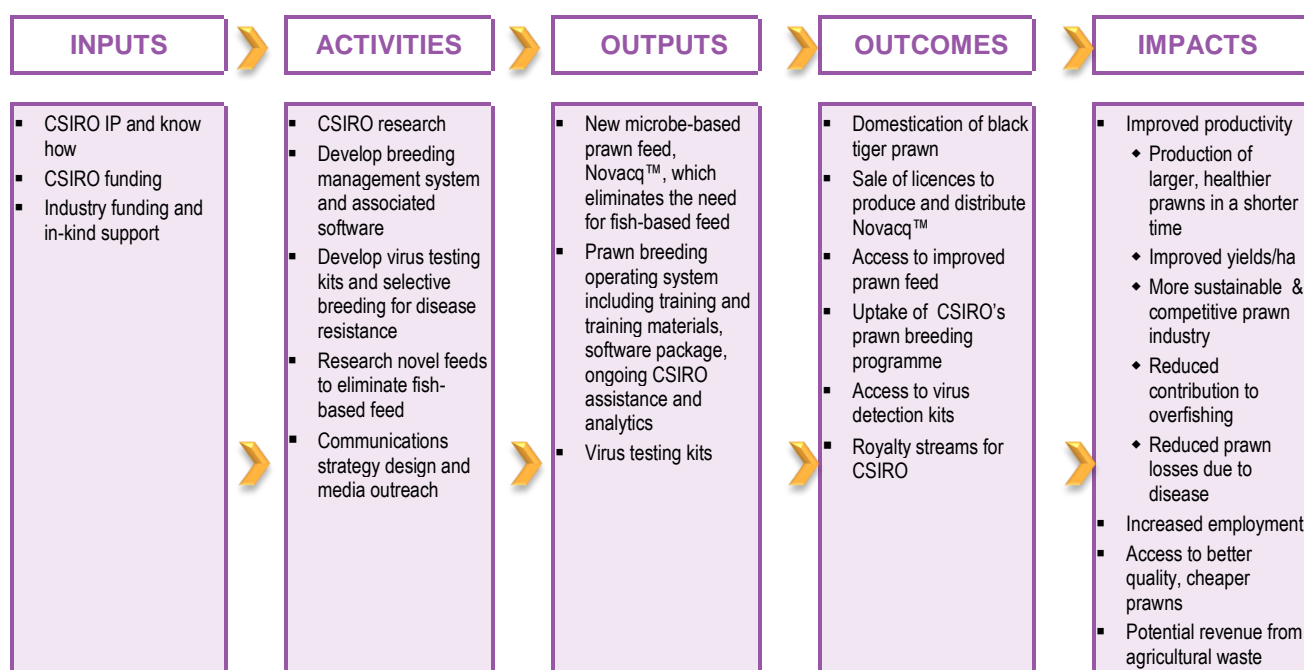 INPUTS
ACTIVITIES
OUTPUTS
OUTCOMES
IMPACTS
▪ CSIRO IP and know
how
▪ CSIRO funding
▪ Industry funding and
in-kind support
▪ CSIRO research
▪ Develop breeding
management system
and associated
software
▪ Develop virus testing
kits and selective
breeding for disease
resistance
▪ Research novel feeds
to eliminate fish-
based feed
▪ Communications
strategy design and
media outreach
▪ New microbe-based
prawn feed,
Novacq™, which
eliminates the need
for fish-based feed
▪ Prawn breeding
operating system
including training and
training materials,
software package,
ongoing CSIRO
assistance and
analytics
▪ Virus testing kits
▪ Domestication of black
tiger prawn
▪ Sale of licences to
produce and distribute
Novacq™
▪ Access to improved
prawn feed
▪ Uptake of CSIRO's
prawn breeding
programme
▪ Access to virus
detection kits
▪ Royalty streams for
CSIRO
▪ Improved productivity
◆ Production of
larger, healthier
prawns in a shorter
time
◆ Improved yields/ha
◆ More sustainable &
competitive prawn
industry
◆ Reduced
contribution to
overfishing
◆ Reduced prawn
losses due to
disease
▪ Increased employment
▪ Access to better
quality, cheaper
prawns
▪ Potential revenue from
agricultural waste